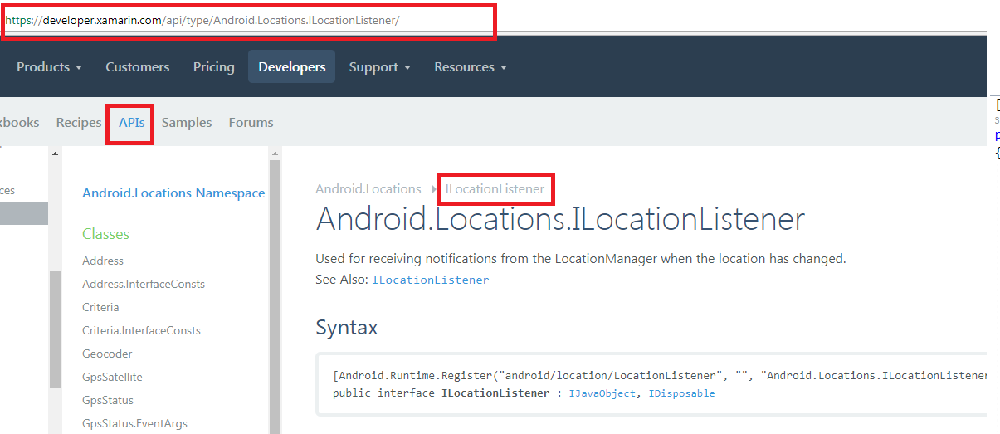 https://developer.xamarin.com/api/type/Android.Locations.ILocationListener/
Products Customers Pricing Developers Support Resources
kbooks Recipes APIs Samples Forums
[
3
p
{
ces
Android.Locations Namespace
Classes
Address
Address.InterfaceConsts
Criteria
Criteria.InterfaceConsts
Geocoder
GpsSatellite
GpsStatus
GpsStatus.EventArgs
Android.Locations ILocationListener
Android.Locations.ILocationListener
Used for receiving notifications from the LocationManager when the location has changed.
See Also: ILocationListener
Syntax
[Android.Runtime.Register("android/location/LocationListener", "", "Android.Locations.ILocationListener
public interface ILocationListener : IJavaObject, IDisposable